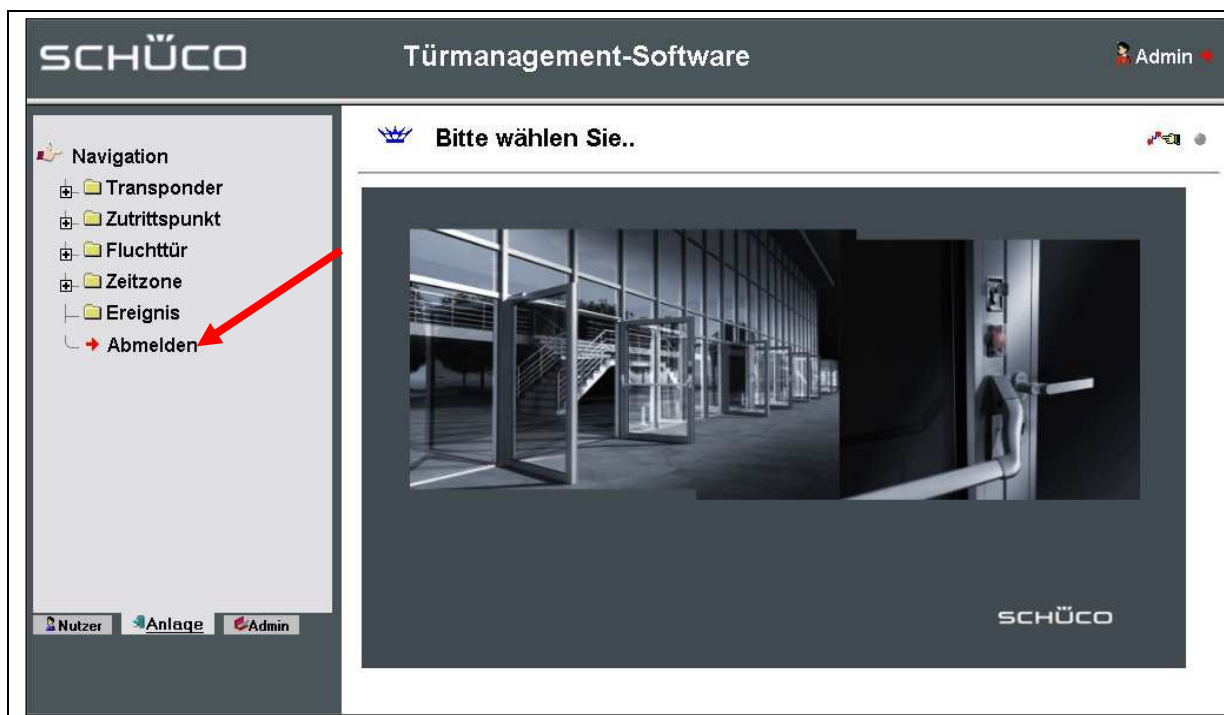 SCHÜCO
Türmanagement-Software
Admin
Navigation
Transponder
Zutrittspunkt
Fluchttür
Zeitzone
Ereignis
Abmelden
Nutzer
Anlage
Admin
Bitte wählen Sie..
SCHÜCO